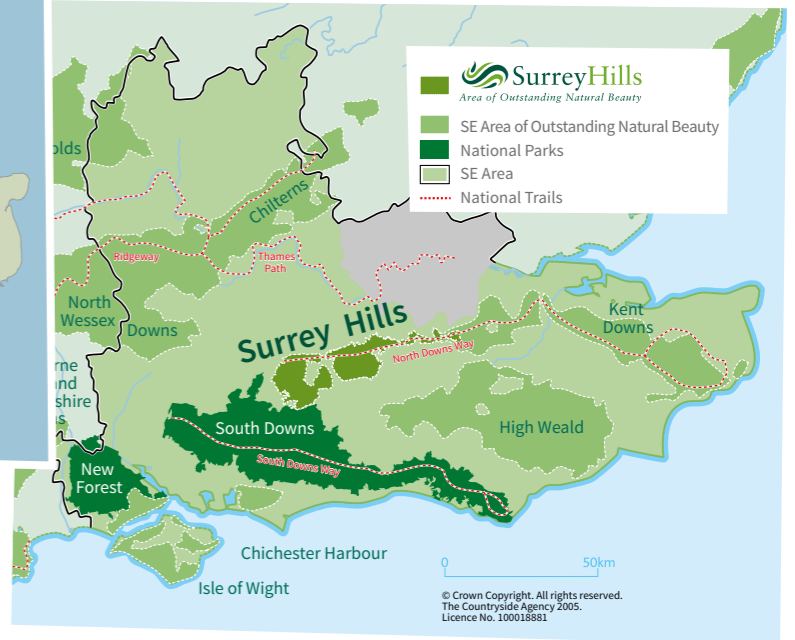 SurreyHills
Area of Outstanding Natural Beauty
SE Area of Outstanding Natural Beauty
National Parks
SE Area
National Trails
olds
Chilterns
Ridgeway
Thames
Path
North
Wessex
Downs
Surrey Hills
North Downs Way
Kent
Downs
rne
nd
shire
s
South Downs
South Downs Way
High Weald
New
Forest
Chichester Harbour
Isle of Wight
0 50km
© Crown Copyright. All rights reserved.
The Countryside Agency 2005.
Licence No. 100018881